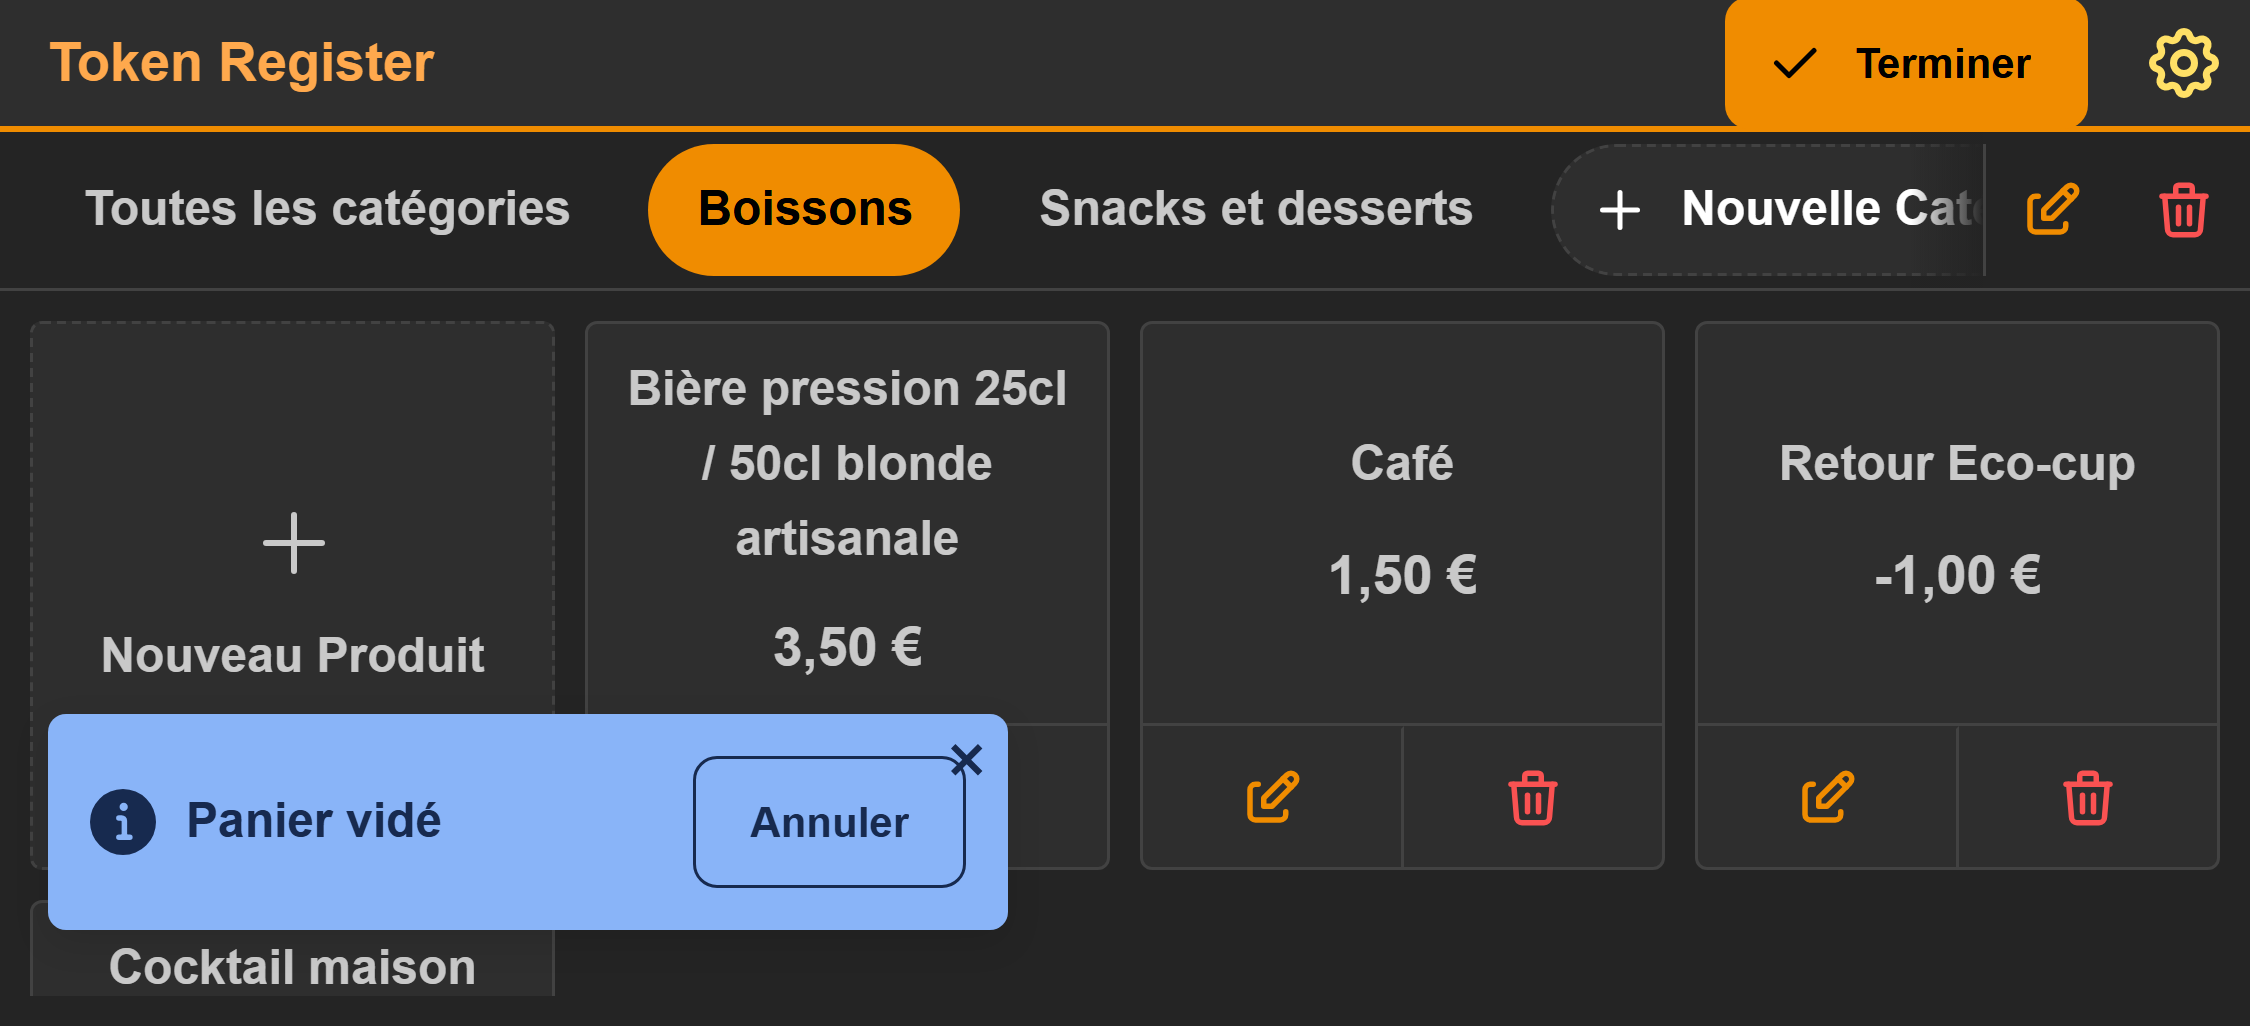 Token Register
Terminer
Toutes les catégories
Boissons
Snacks et desserts
Nouvelle
Nouveau Produit
Bière pression 25cl
/ 50cl blonde
artisanale
3,50 €
Café
1,50 €
Retour Eco-cup
-1,00 €
Panier vidé
Annuler
Cocktail maison